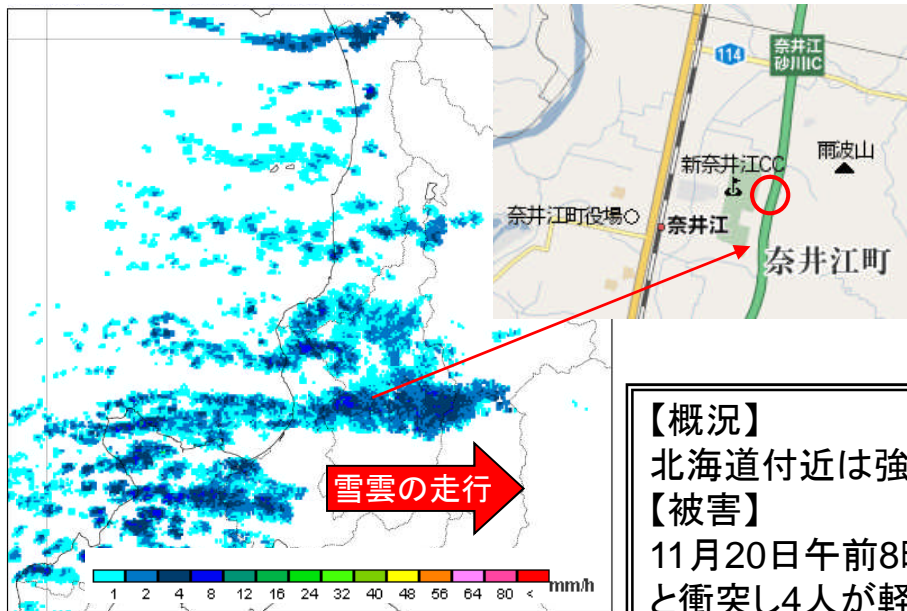 114
奈井江
砂川IC
新奈井江CC
雨波山
奈井江町役場
奈井江
奈井江町
雪雲の走行
1 2 4 8 12 16 24 32 40 48 56 64 80 < mm/h
【概況】
北海道付近は強
【被害】
11月20日午前8時
と衝突し4人が軽